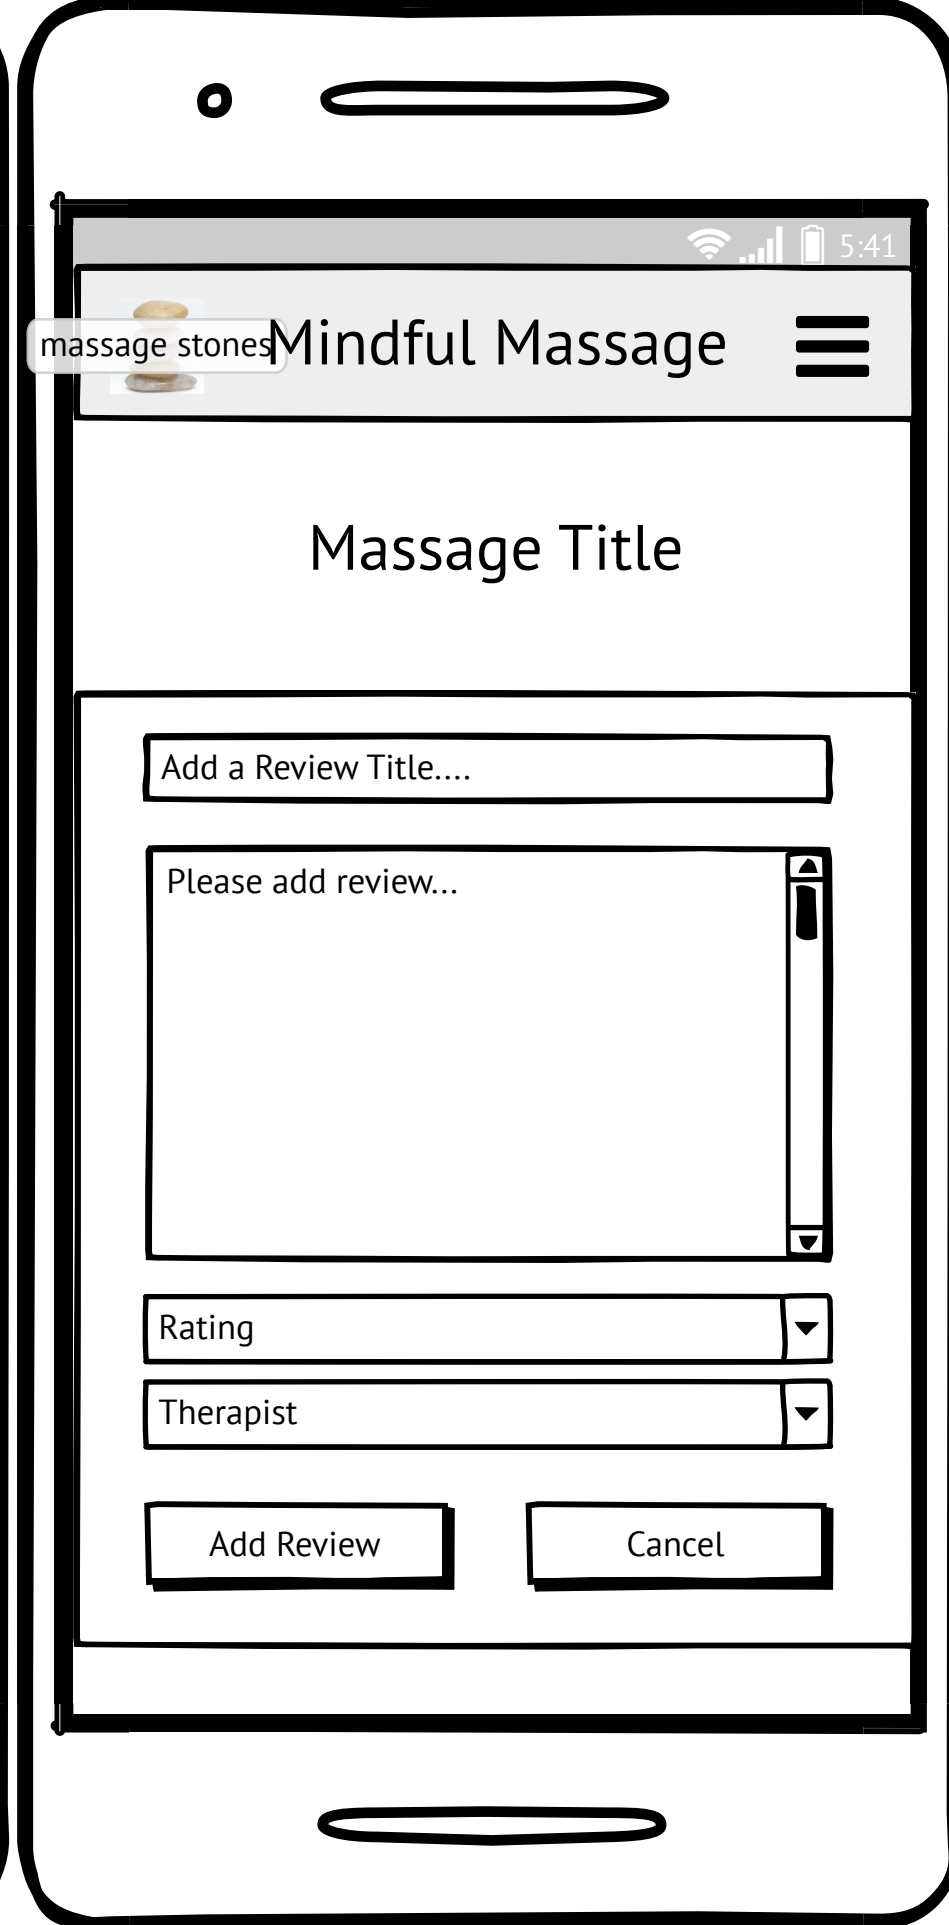 5:41
massage stones
Mindful Massage
Massage Title
Add a Review Title....
Please add review...
Rating
Therapist
Add Review
Cancel